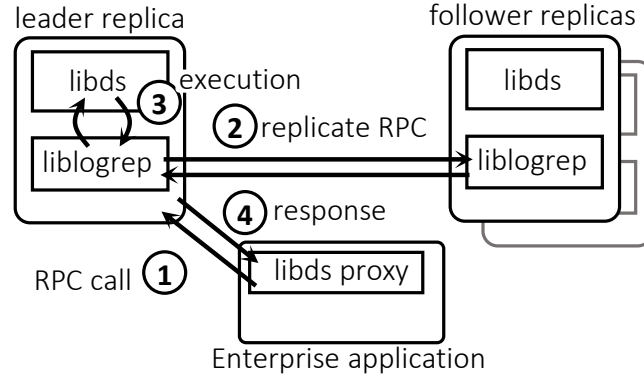 leader replica
follower replicas
libds
execution
3
libds
2 replicate RPC
liblogrep
liblogrep
4 response
RPC call 1
libds proxy
Enterprise application